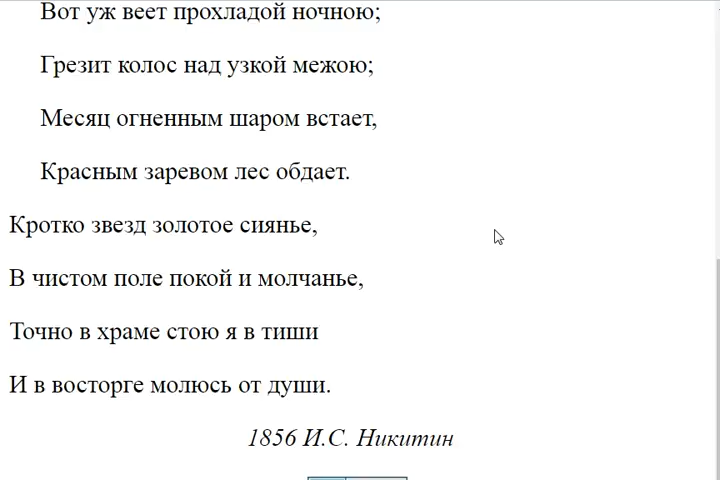 Вот уж веет прохладой ночною;
Грезит колос над узкой межою;
Месяц огненным шаром встает,
Красным заревом лес обдает.
Кротко звезд золотое сиянье,
В чистом поле покой и молчанье,
Точно в храме стою я в тиши
И в восторге молюсь от души.
1856 И.С. Никитин